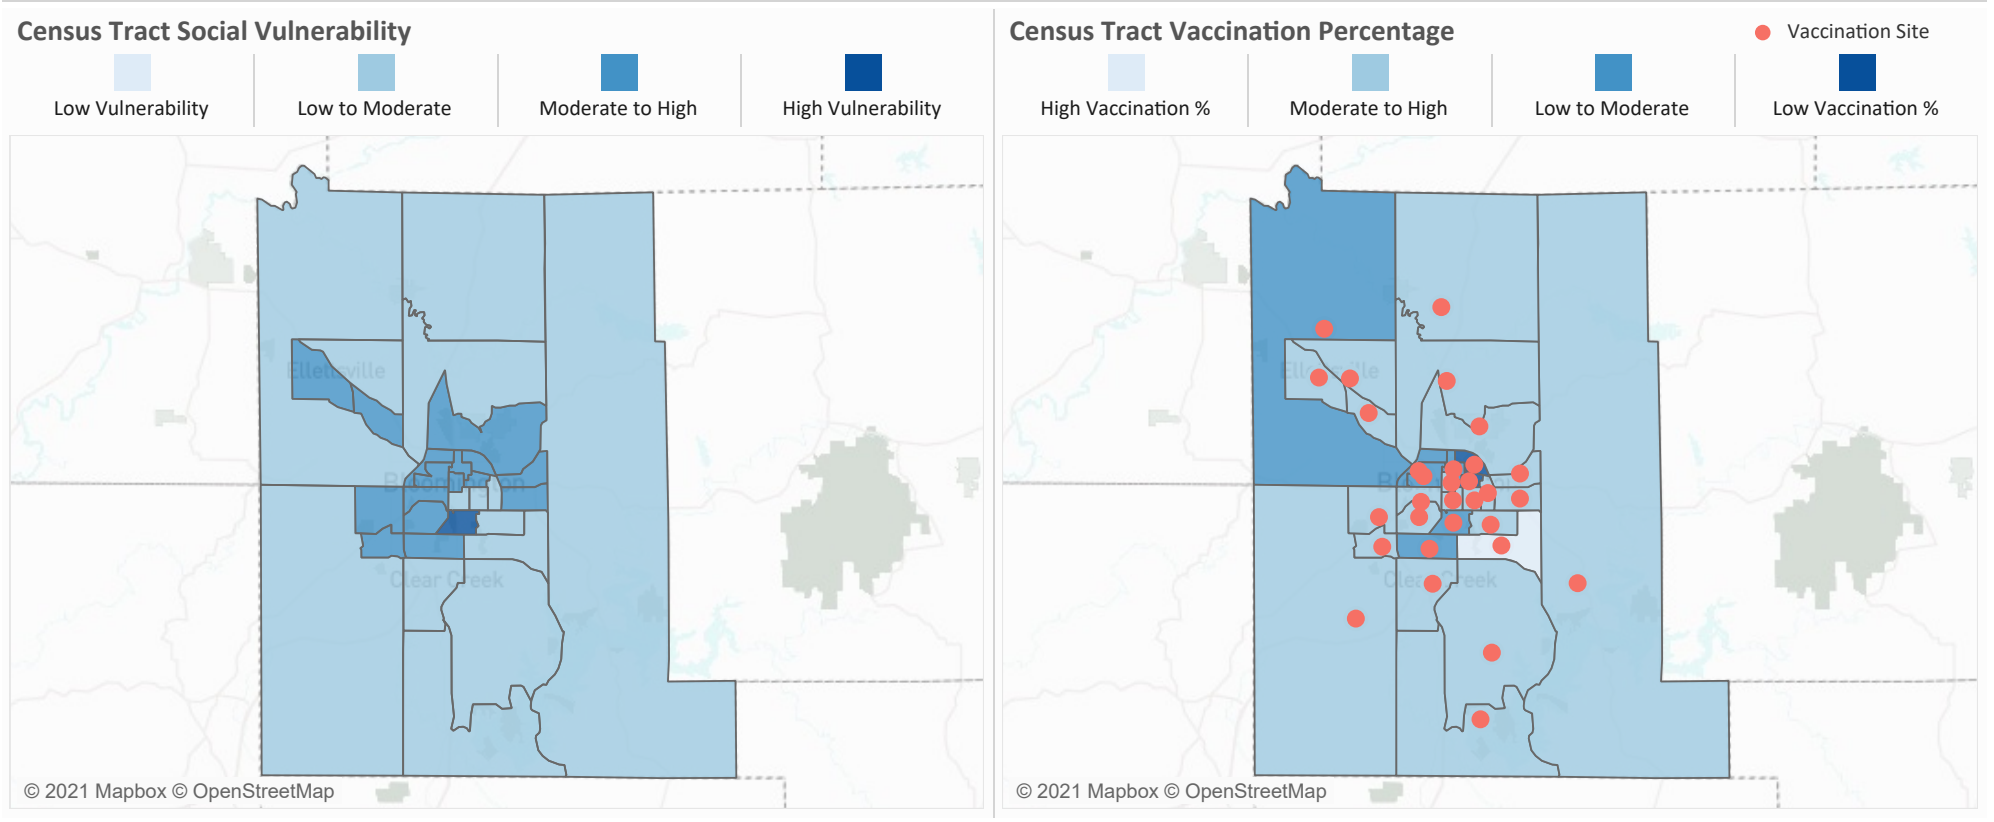 Census Tract Social Vulnerability
Low Vulnerability
Low to Moderate
Moderate to High
High Vulnerability
Ellettsville
Bloomington
Clear Creek
© 2021 Mapbox © OpenStreetMap
Census Tract Vaccination Percentage
Vaccination Site
High Vaccination %
Moderate to High
Low to Moderate
Low Vaccination %
Clear Creek
© 2021 Mapbox © OpenStreetMap